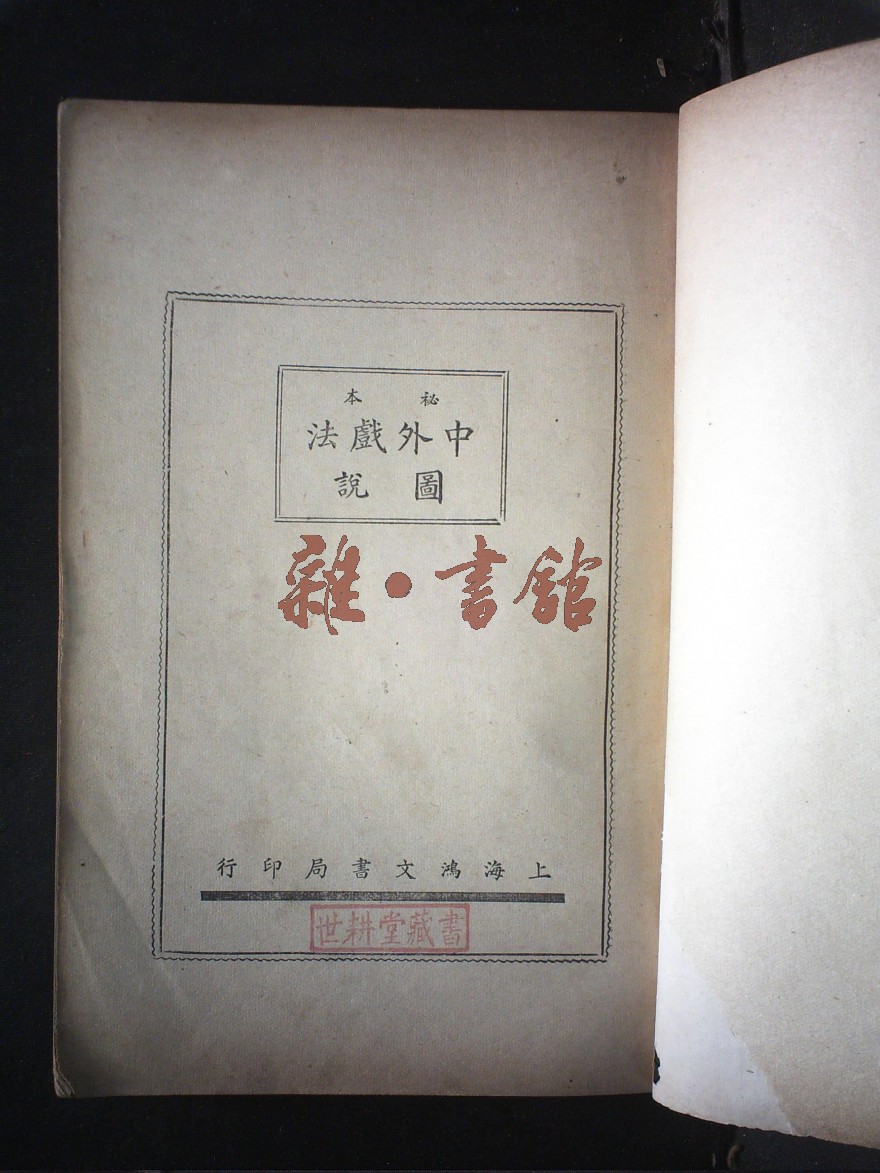 秘本
中外戲法
圖說
雜·書館
上海鴻文書局印行
世耕堂藏書